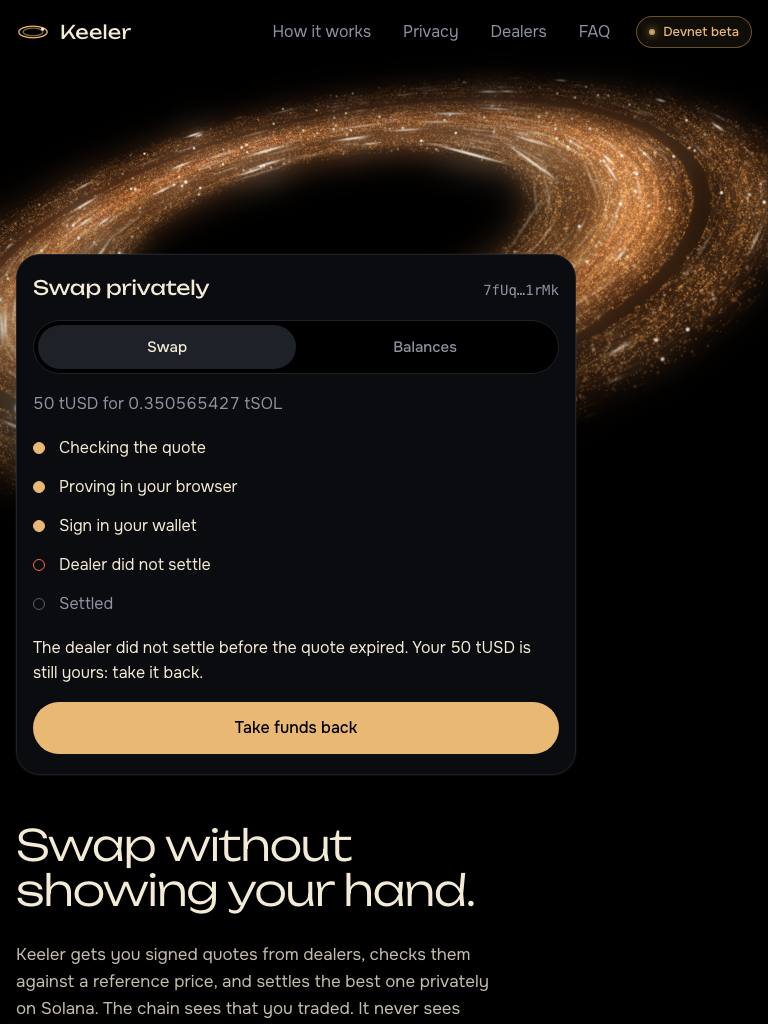 Keeler
How it works
Privacy
Dealers
FAQ
Devnet beta
Swap privately
7fUq…1rMk
Swap
Balances
50 tUSD for 0.350565427 tSOL
Checking the quote
Proving in your browser
Sign in your wallet
Dealer did not settle
Settled
The dealer did not settle before the quote expired. Your 50 tUSD is
still yours: take it back.
Take funds back
Swap without
showing your hand.
Keeler gets you signed quotes from dealers, checks them
against a reference price, and settles the best one privately
on Solana. The chain sees that you traded. It never sees